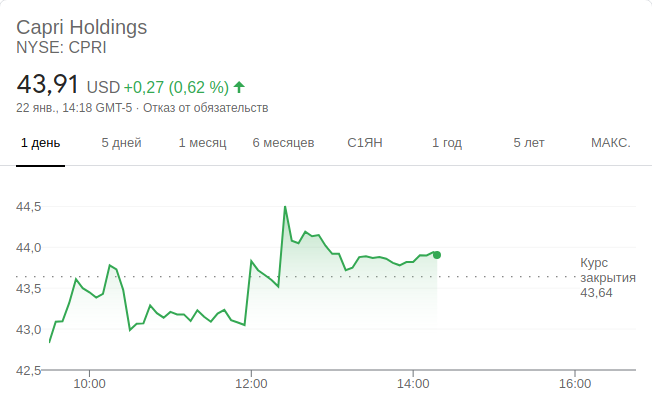 Capri Holdings
NYSE: CPRI
43,91 USD +0,27 (0,62 %)
22 янв., 14:18 GMT-5 · Отказ от обязательств
1 день 5 дней 1 месяц 6 месяцев С1ЯН 1 год 5 лет МАКС.
44,5
44,0
43,5
43,0
42,5
Курс
закрытия
43,64
10:00 12:00 14:00 16:00